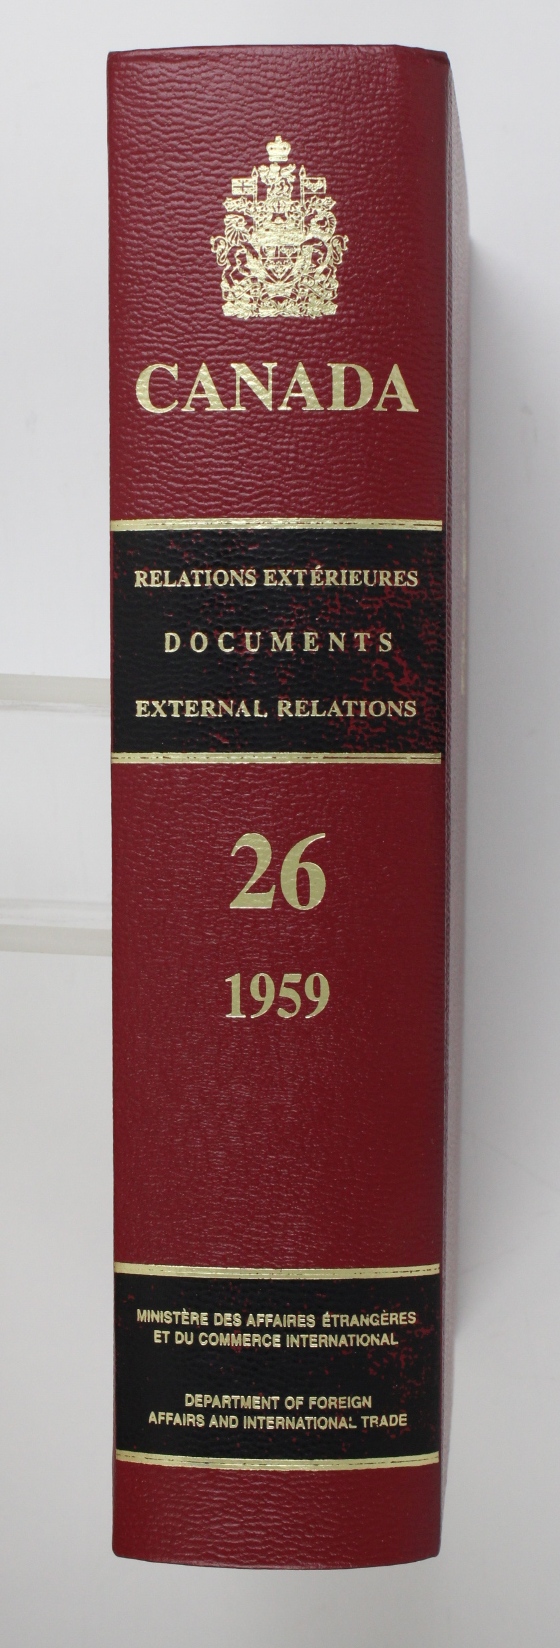 CANADA
RELATIONS EXTÉRIEURES
DOCUMENTS
EXTERNAL RELATIONS
26
1959
MINISTÈRE DES AFFAIRES ÉTRANGÈRES
ET DU COMMERCE INTERNATIONAL
DEPARTMENT OF FOREIGN
AFFAIRS AND INTERNATIONAL TRADE